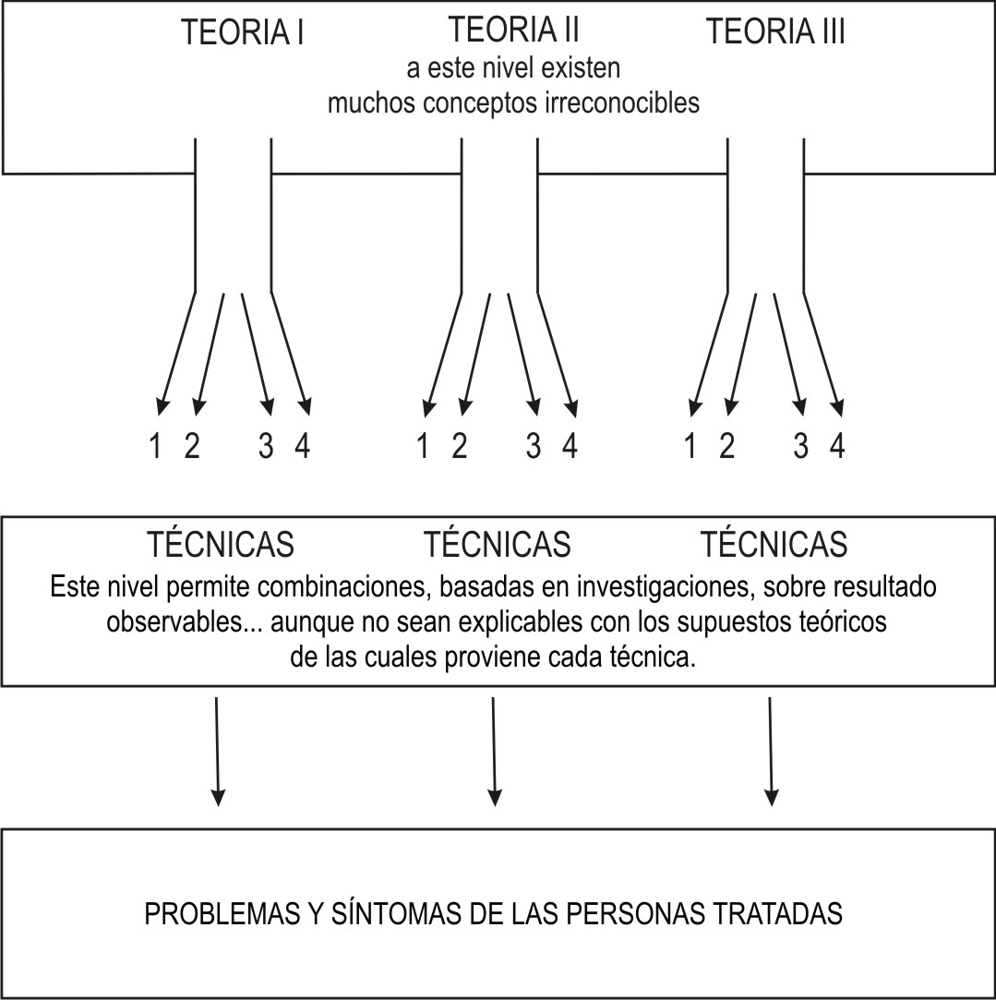 TEORIA I TEORIA II TEORIA III
a este nivel existen
muchos conceptos irreconocibles
1 2 3 4 1 2 3 4 1 2 3 4
TÉCNICAS TÉCNICAS TÉCNICAS
Este nivel permite combinaciones, basadas en investigaciones, sobre resultado
observables... aunque no sean explicables con los supuestos teóricos
de las cuales proviene cada técnica.
PROBLEMAS Y SÍNTOMAS DE LAS PERSONAS TRATADAS